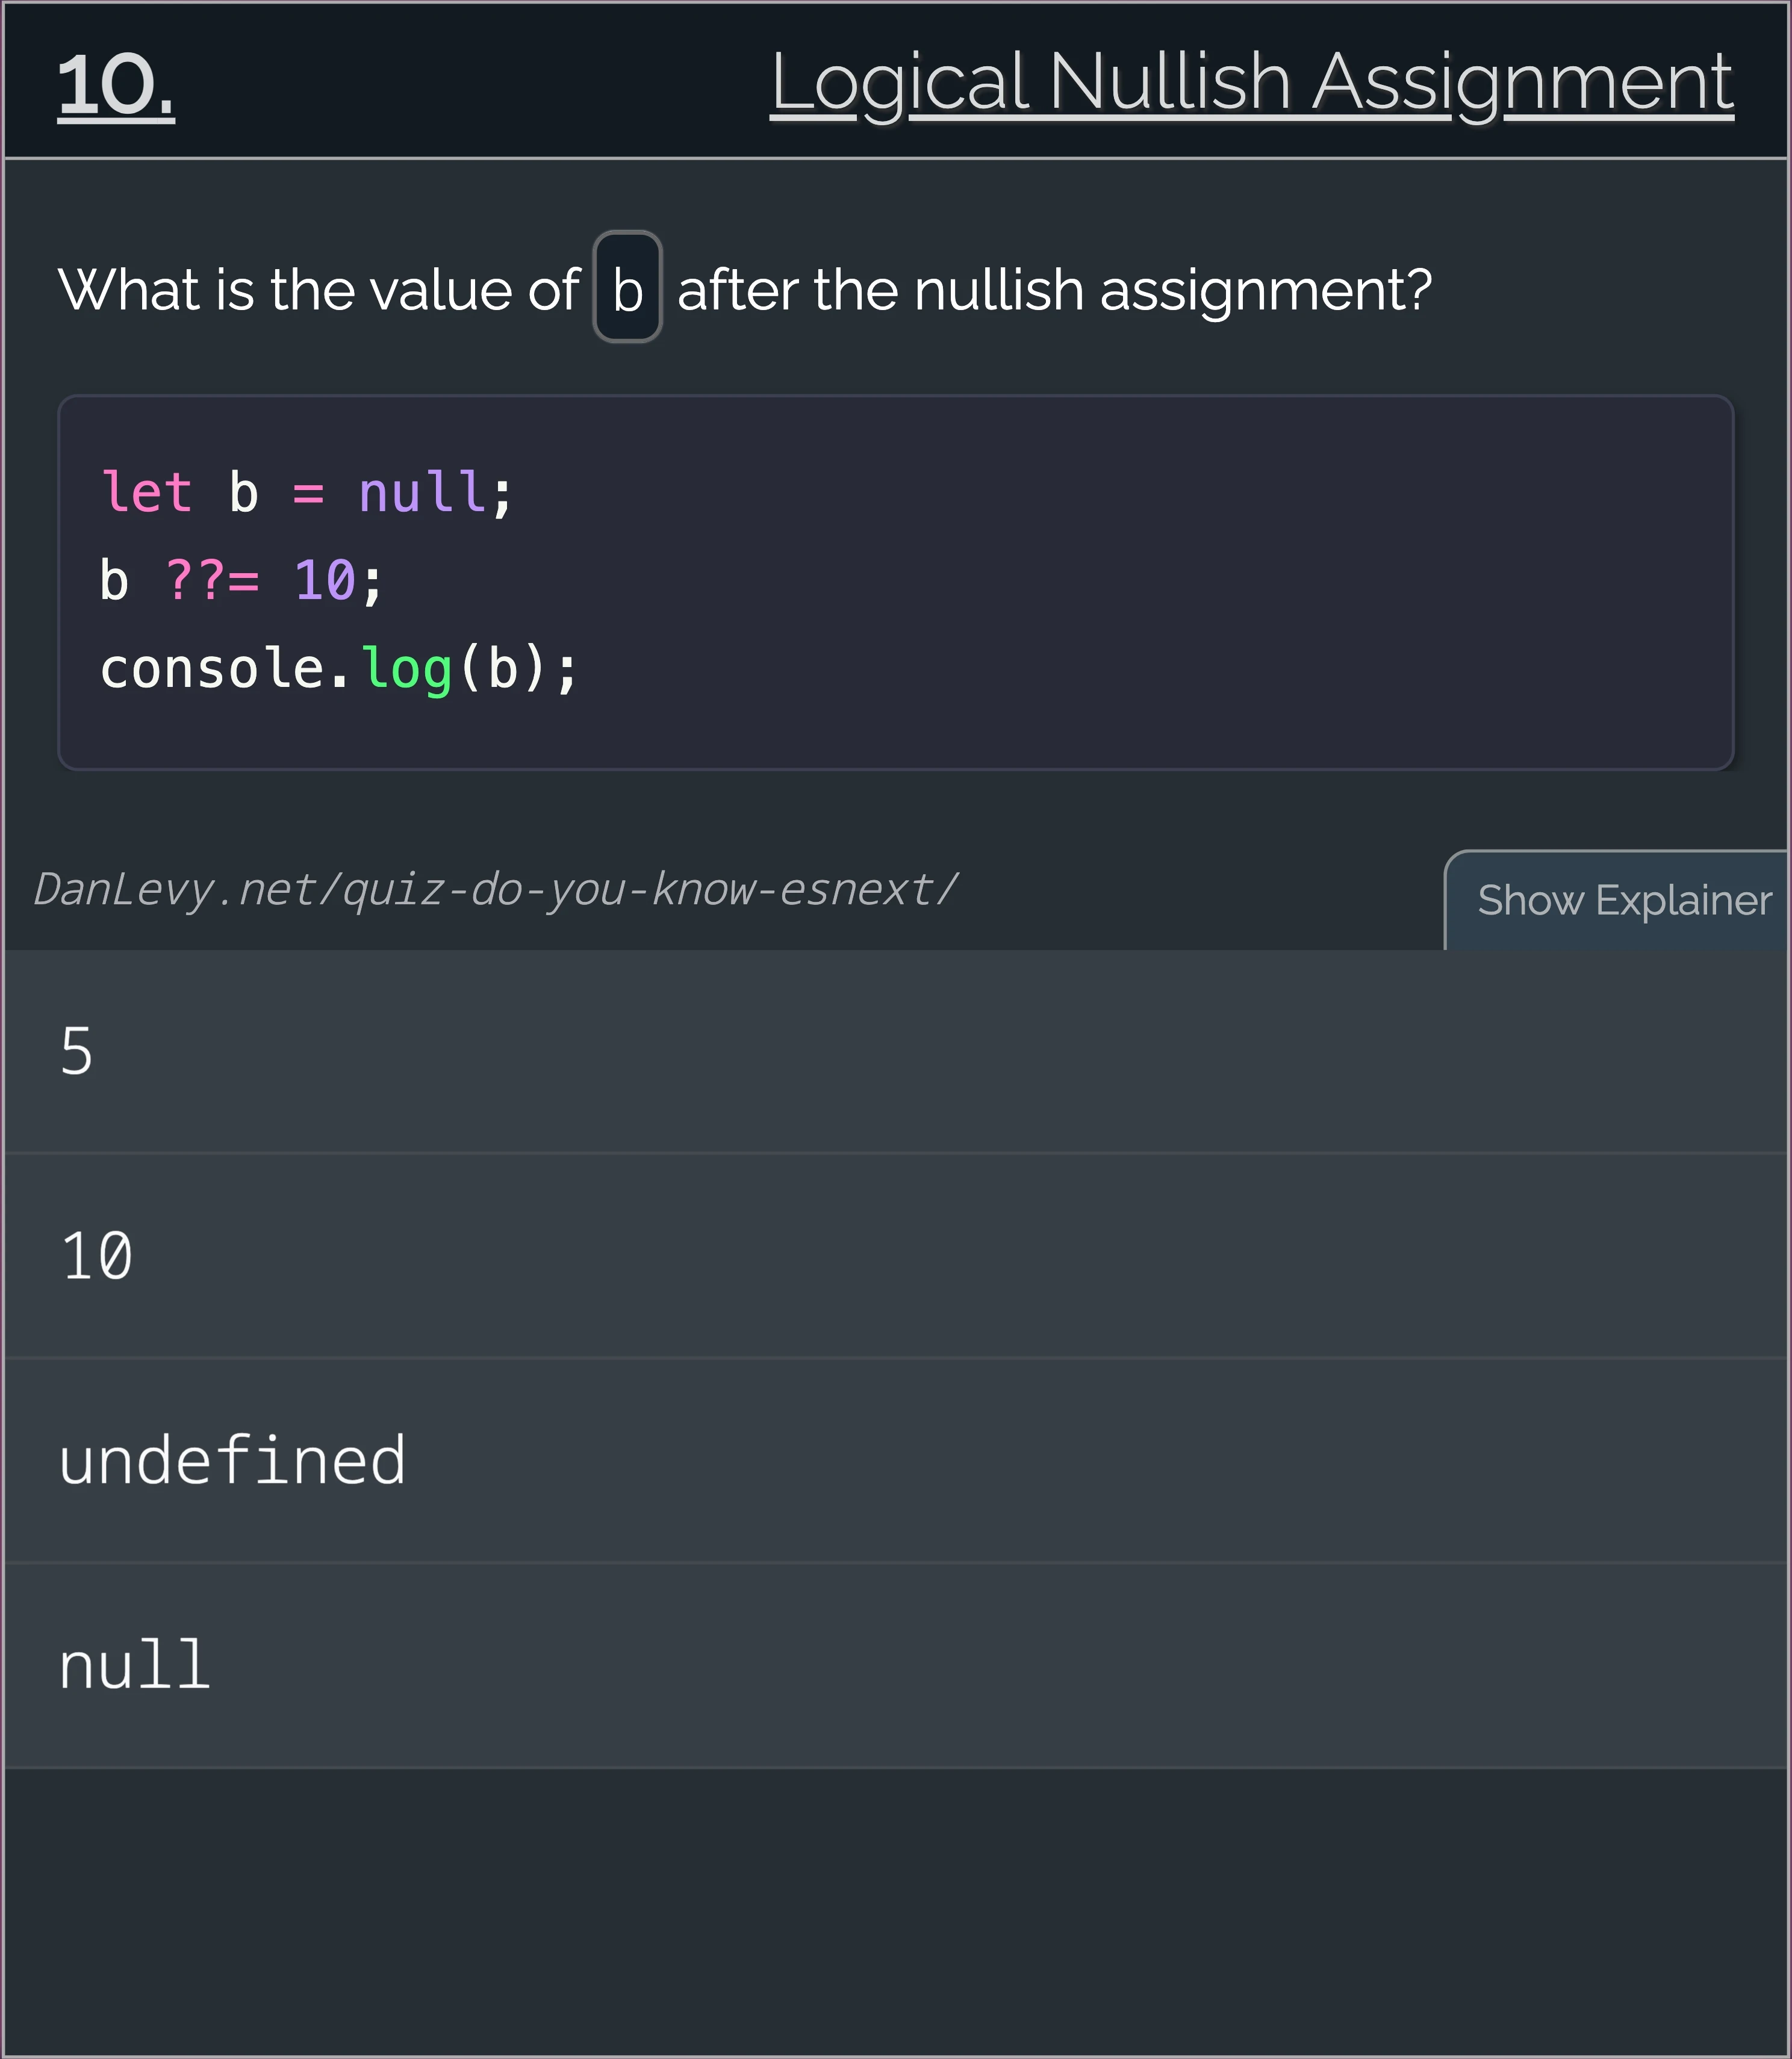 10.
Logical Nullish Assignment
What is the value of b after the nullish assignment?
let b = null;
b ??= 10;
console.log(b);
DanLevy.net/quiz-do-you-know-esnext/
Show Explainer
5
10
undefined
null